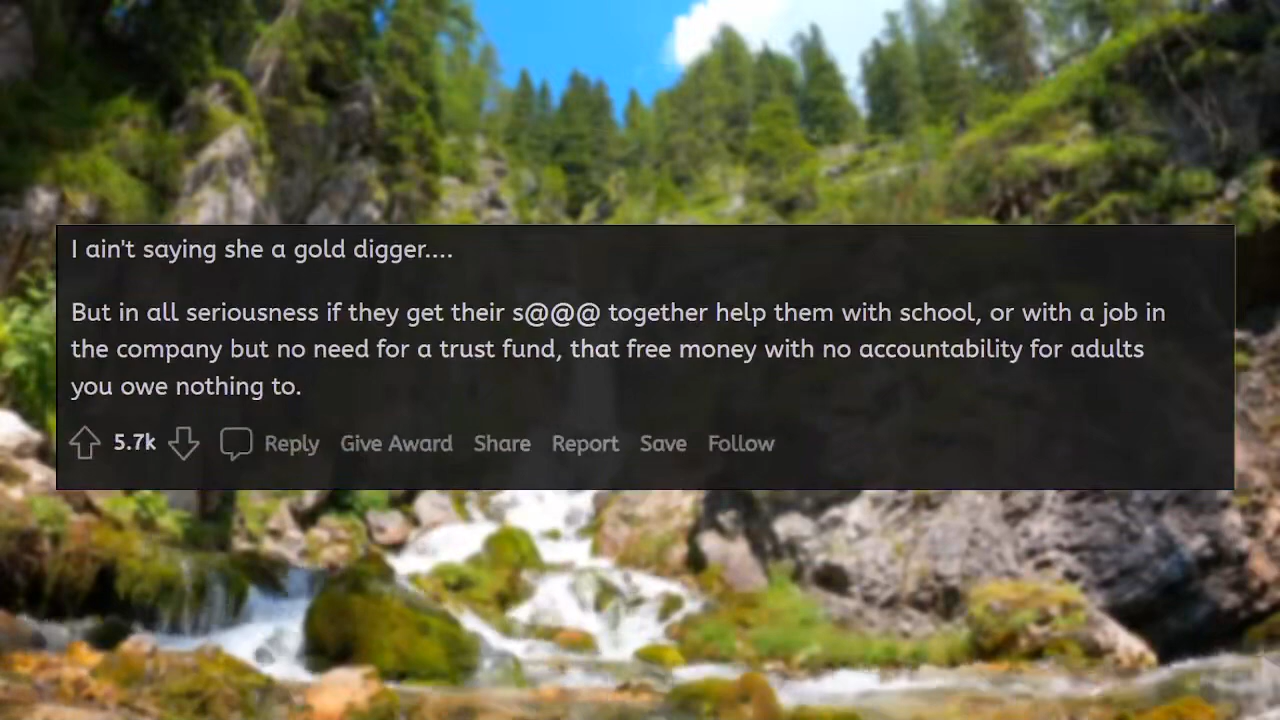 I ain't saying she a gold digger....
But in all seriousness if they get their s@@@ together help them with school, or with a job in
the company but no need for a trust fund, that free money with no accountability for adults
you owe nothing to.
5.7k Reply Give Award Share Report Save Follow